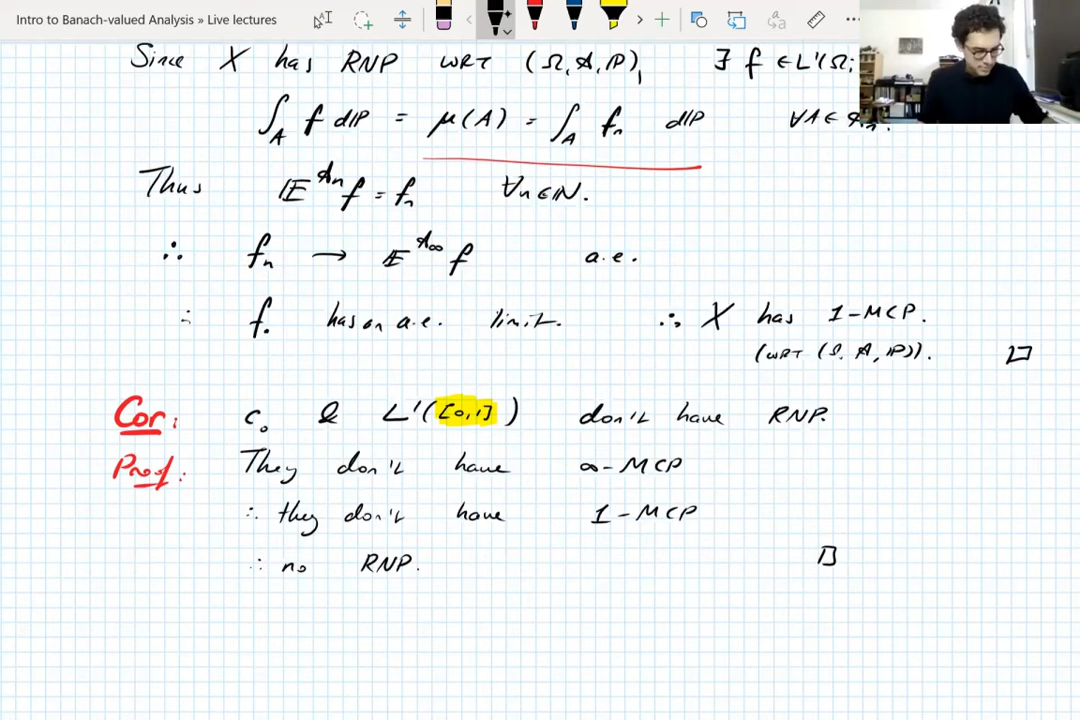 Intro to Banach-valued Analysis » Live lectures
Since X has RNP WRT (Ω, A, P), ∃ f ∈ L¹(Ω;
∫_A f dP = μ(A) = ∫_A f_n dP ∀A ∈ A_n.
Thus E^{A_n} f = f_n ∀n∈N.
∴ f_n → E^{A_∞} f a.e.
∴ f. has an a.e. limit. ∴ X has 1-MCP.
(WRT (Ω, A, P)). □
Cor: c₀ & L¹([0,1]) don't have RNP.
Proof: They don't have ∞-MCP
∴ they don't have 1-MCP
∴ no RNP. □